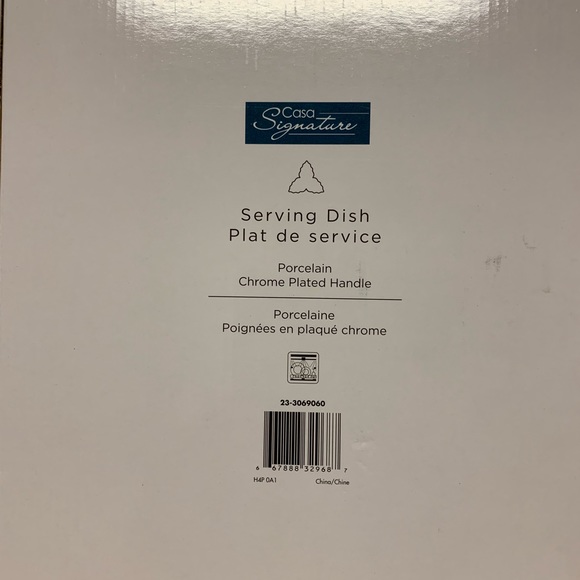 Casa
Signature
Serving Dish
Plat de service
Porcelain
Chrome Plated Handle
Porcelaine
Poignées en plaqué chrome
23-3069060
6 67888 32968 7
H4P 0A1 China/Chine